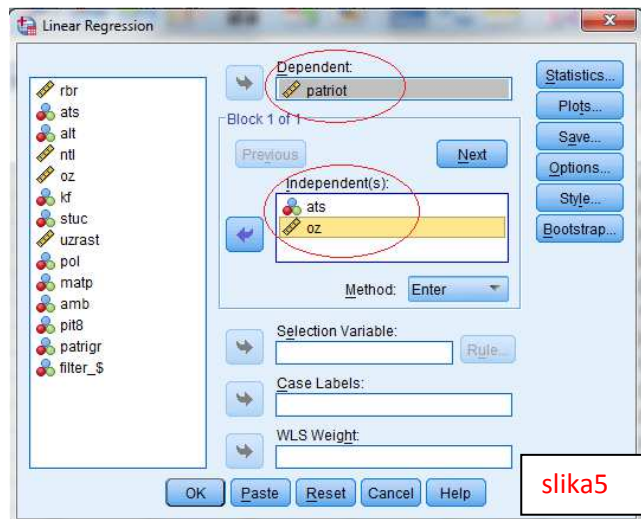 Linear Regression
rbr
ats
alt
ntl
oz
kf
stuc
uzrast
pol
matp
amb
pit8
patrigr
filter_$
Dependent:
patriot
Block 1 of 1
Previous
Next
Independent(s):
ats
oz
Method: Enter
Selection Variable:
Rule...
Case Labels:
WLS Weight:
Statistics...
Plots...
Save...
Options...
Style...
Bootstrap...
OK Paste Reset Cancel Help
slika5